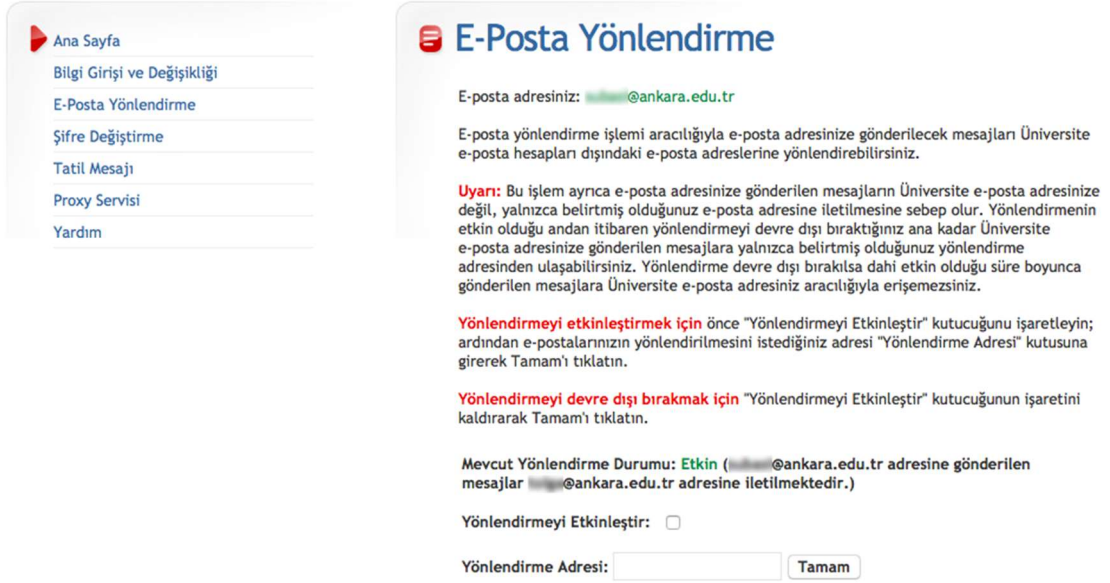 Ana Sayfa
Bilgi Girişi ve Değişikliği
E-Posta Yönlendirme
Şifre Değiştirme
Tatil Mesajı
Proxy Servisi
Yardım
E-Posta Yönlendirme
E-posta adresiniz: @ankara.edu.tr
E-posta yönlendirme işlemi aracılığıyla e-posta adresinize gönderilecek mesajları Üniversite
e-posta hesapları dışındaki e-posta adreslerine yönlendirebilirsiniz.
Uyarı: Bu işlem ayrıca e-posta adresinize gönderilen mesajların Üniversite e-posta adresinize
değil, yalnızca belirtmiş olduğunuz e-posta adresine iletilmesine sebep olur. Yönlendirmenin
etkin olduğu andan itibaren yönlendirmeyi devre dışı bıraktığınız ana kadar Üniversite
e-posta adresinize gönderilen mesajlara yalnızca belirtmiş olduğunuz yönlendirme
adresinden ulaşabilirsiniz. Yönlendirme devre dışı bırakılsa dahi etkin olduğu süre boyunca
gönderilen mesajlara Üniversite e-posta adresiniz aracılığıyla erişemezsiniz.
Yönlendirmeyi etkinleştirmek için önce "Yönlendirmeyi Etkinleştir" kutucuğunu işaretleyin;
ardından e-postalarınızın yönlendirilmesini istediğiniz adresi "Yönlendirme Adresi" kutusuna
girerek Tamam'ı tıklatın.
Yönlendirmeyi devre dışı bırakmak için "Yönlendirmeyi Etkinleştir" kutucuğunun işaretini
kaldırarak Tamam'ı tıklatın.
Mevcut Yönlendirme Durumu: Etkin (@ankara.edu.tr adresine gönderilen
mesajlar @ankara.edu.tr adresine iletilmektedir.)
Yönlendirmeyi Etkinleştir:
Yönlendirme Adresi: Tamam